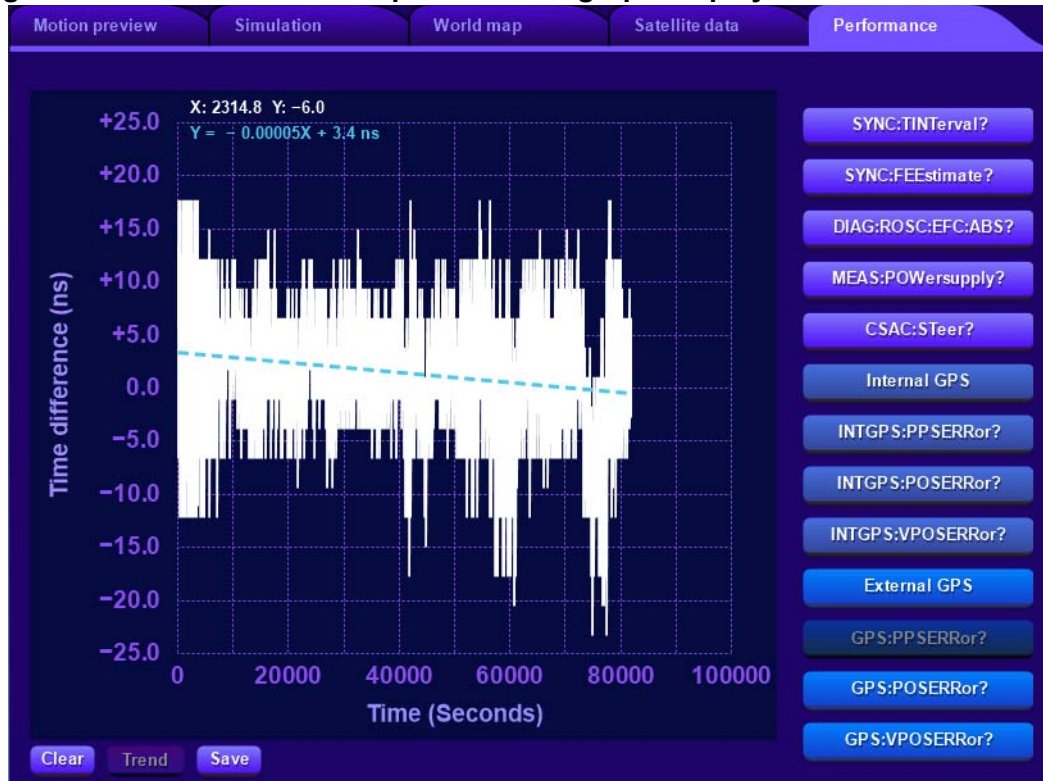 Motion preview
Simulation
World map
Satellite data
Performance
X: 2314.8 Y: −6.0
Y = − 0.00005X + 3.4 ns
+25.0
+20.0
+15.0
+10.0
+5.0
0.0
−5.0
−10.0
−15.0
−20.0
−25.0
Time difference (ns)
0 20000 40000 60000 80000 100000
Time (Seconds)
Clear
Trend
Save
SYNC:TINTerval?
SYNC:FEEstimate?
DIAG:ROSC:EFC:ABS?
MEAS:POWersupply?
CSAC:STeer?
Internal GPS
INTGPS:PPSERRor?
INTGPS:POSERRor?
INTGPS:VPOSERRor?
External GPS
GPS:PPSERRor?
GPS:POSERRor?
GPS:VPOSERRor?